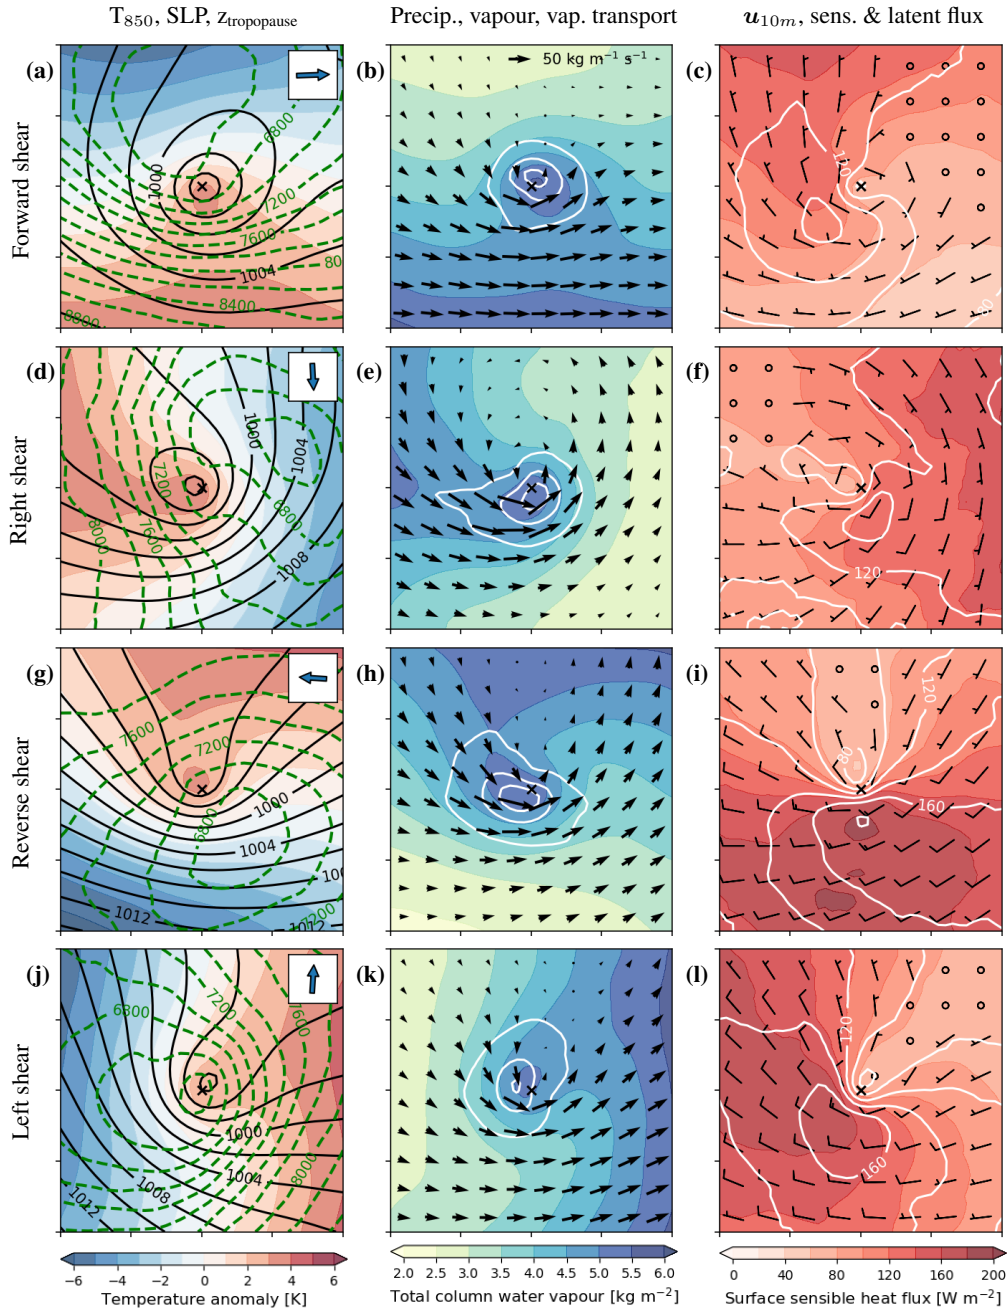 T850, SLP, ztropopause
Precip., vapour, vap. transport
u10m, sens. & latent flux
Forward shear
(a)
1000
6800
7200
7600
80
1004
8400
8800
(b)
50 kg m−1 s−1
(c)
120
80
Right shear
(d)
1000
1004
7200
7600
8000
6800
1008
(e)
(f)
120
Reverse shear
(g)
7600
7200
6800
1000
1004
100
1012
7200
1012
(h)
(i)
120
80
160
Left shear
(j)
6800
7200
7600
1000
1004
8000
1008
1012
(k)
(l)
120
160
−6 −4 −2 0 2 4 6
Temperature anomaly [K]
2.0 2.5 3.0 3.5 4.0 4.5 5.0 5.5 6.0
Total column water vapour [kg m−2]
0 40 80 120 160 200
Surface sensible heat flux [W m−2]